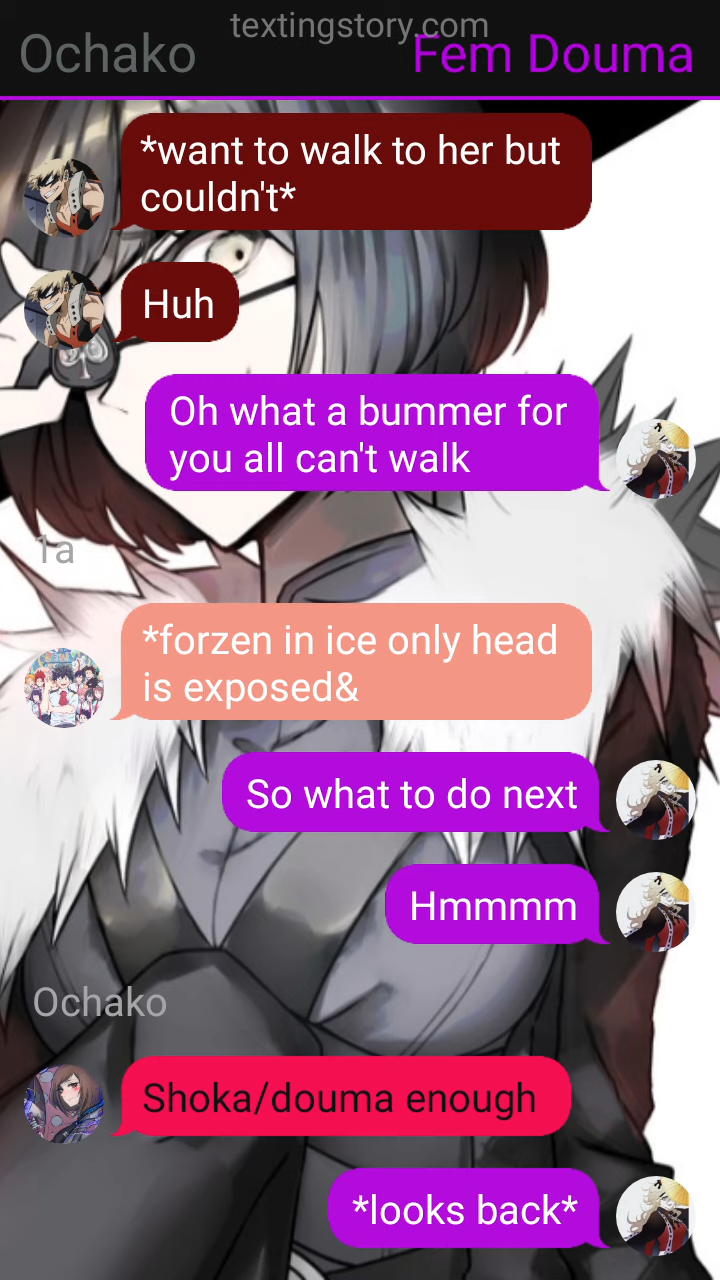 textingstory.com
Ochako
Fem Douma
*want to walk to her but
couldn't*
Huh
Oh what a bummer for
you all can't walk
1a
*forzen in ice only head
is exposed&
So what to do next
Hmmmm
Ochako
Shoka/douma enough
*looks back*